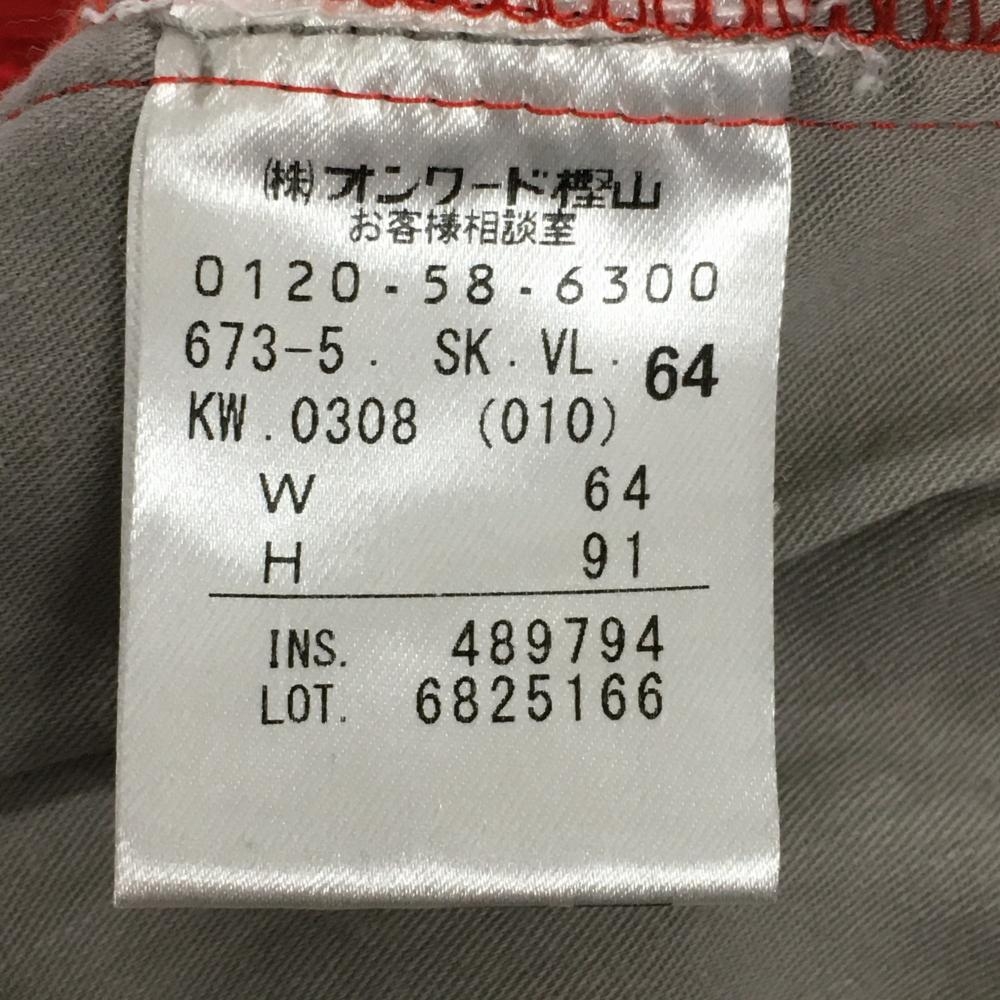 ㈱オンワード樫山
お客様相談室
0120-58-6300
673-5. SK.VL. 64
KW.0308 (010)
W 64
H 91
INS. 489794
LOT. 6825166